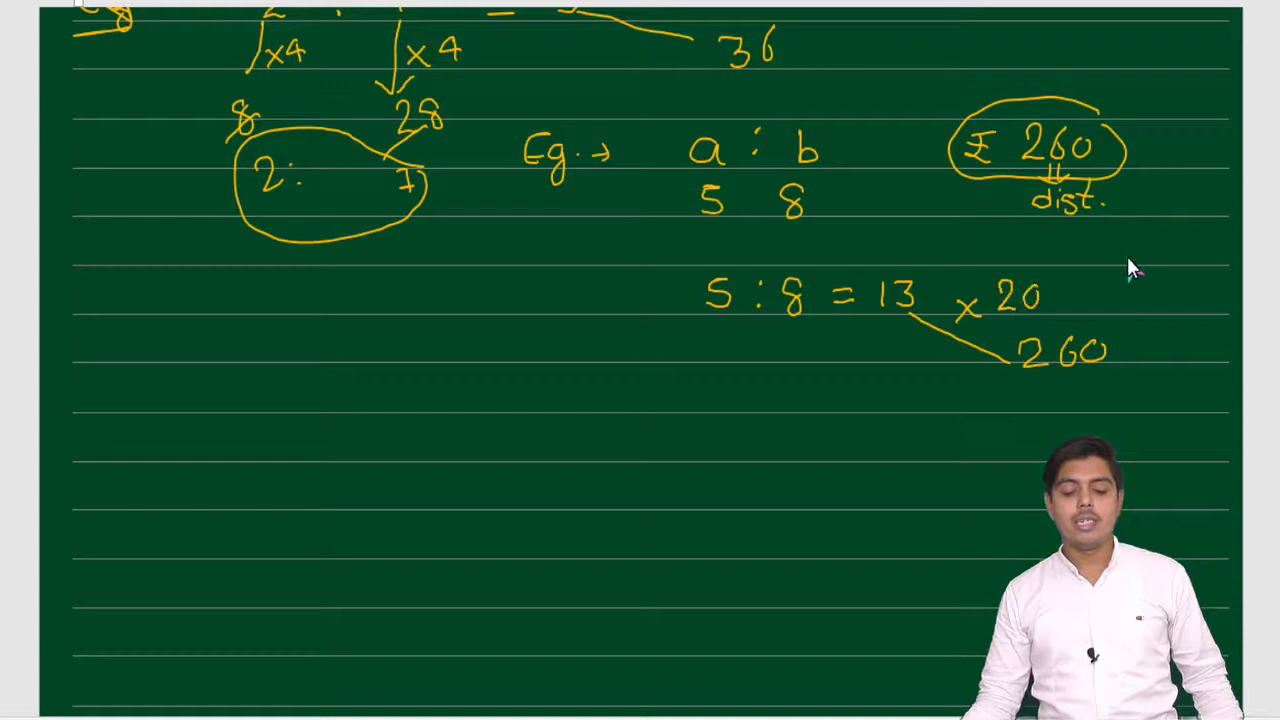 x4 x4 36
8 28
2 : 7
Eg. → a : b ₹ 260
5 8 dist.
5 : 8 = 13 x 20
260